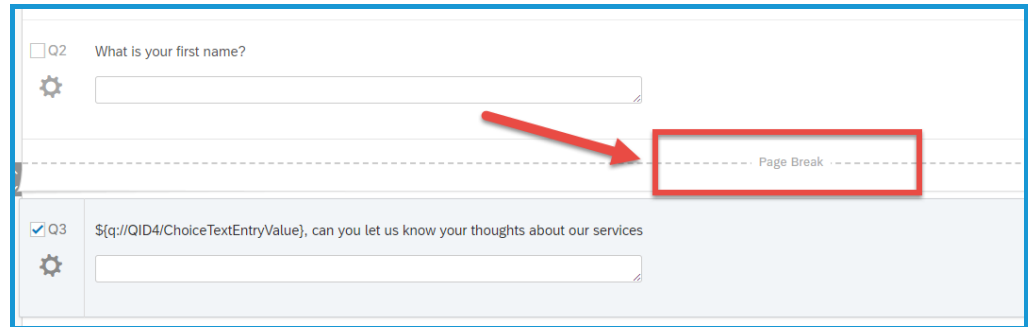 Q2 What is your first name?
Page Break
Q3 ${q://QID4/ChoiceTextEntryValue}, can you let us know your thoughts about our services